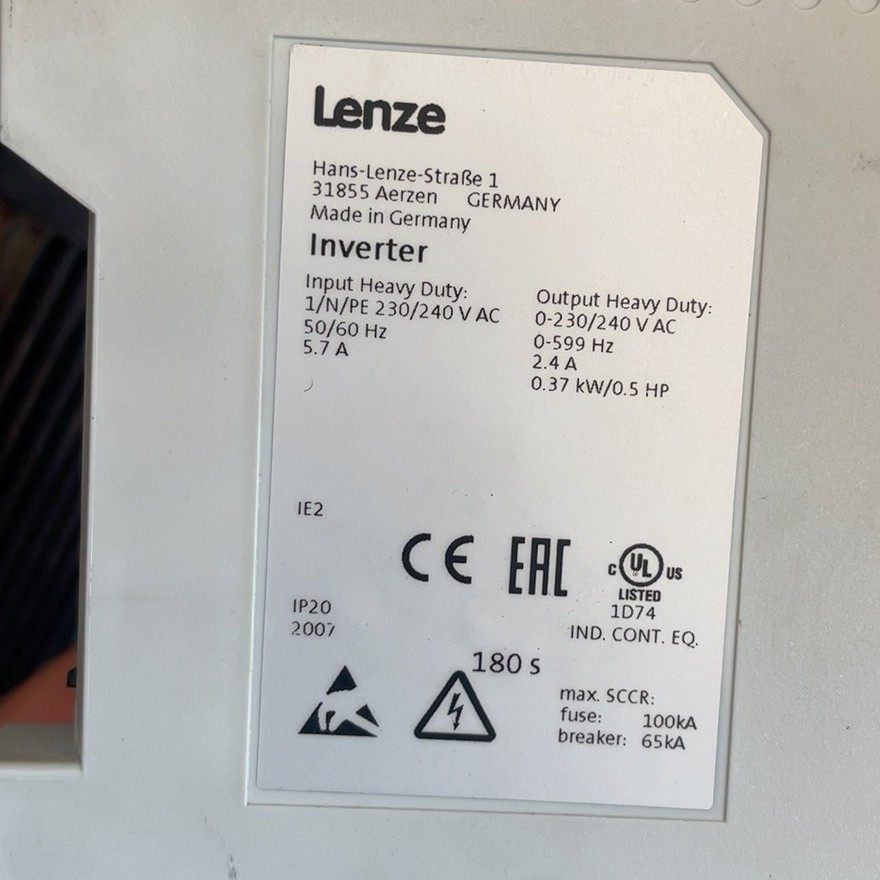 Lenze
Hans-Lenze-Straße 1
31855 Aerzen GERMANY
Made in Germany
Inverter
Input Heavy Duty:
1/N/PE 230/240 V AC
50/60 Hz
5.7 A
Output Heavy Duty:
0-230/240 V AC
0-599 Hz
2.4 A
0.37 kW/0.5 HP
IE2
CE EAC
C UL US
LISTED
1D74
IND. CONT. EQ.
IP20
2007
180 s
max. SCCR:
fuse: 100kA
breaker: 65kA